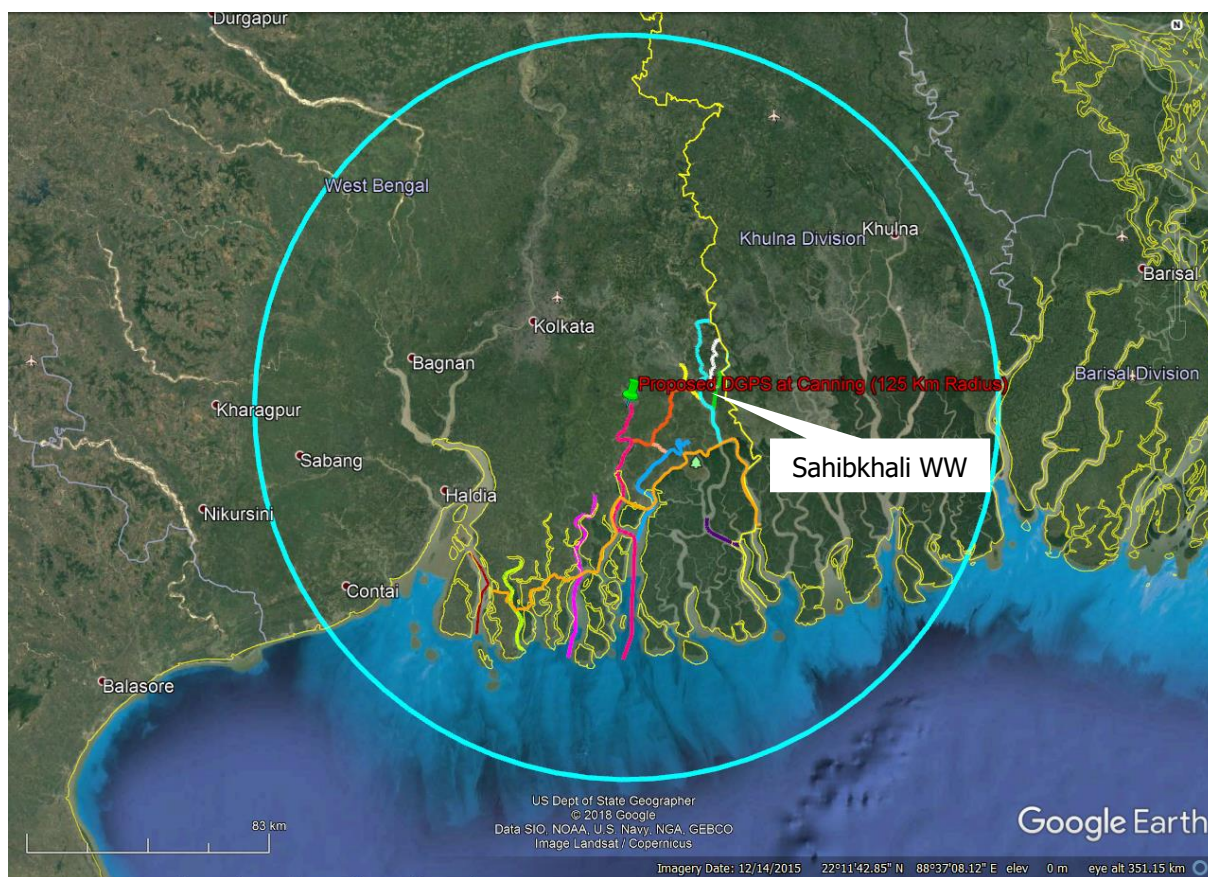 Durgapur
N
West Bengal
Khulna
Khulna Division
Barisal
Kolkata
Bagnan
Barisal Division
Proposed DGPS at Canning (125 Km Radius)
Kharagpur
Sabang
Sahibkhali WW
Haldia
Nikursini
Contai
Balasore
US Dept of State Geographer
© 2018 Google
Data SIO, NOAA, U.S. Navy, NGA, GEBCO
Image Landsat / Copernicus
83 km
Google Earth
Imagery Date: 12/14/2015 22°11'42.85" N 88°37'08.12" E elev 0 m eye alt 351.15 km